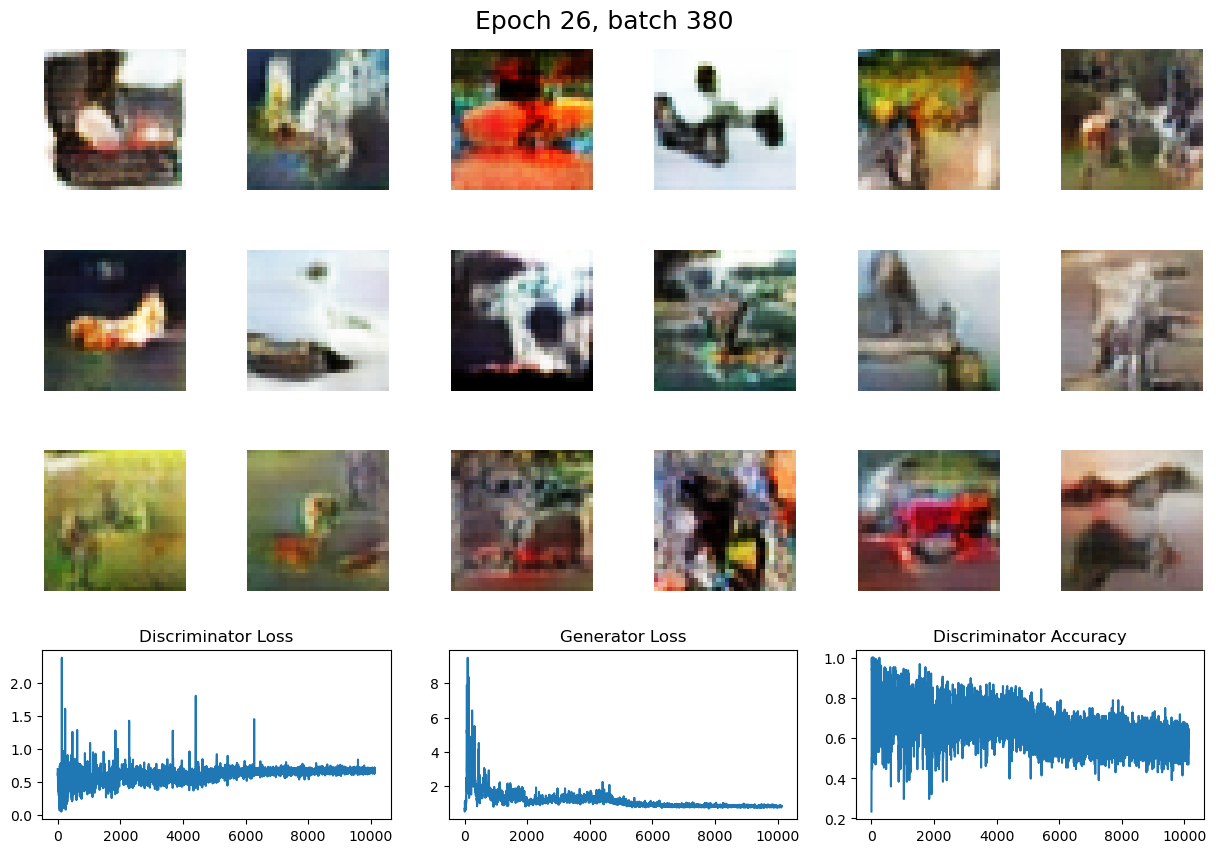 Epoch 26, batch 380
Discriminator Loss
2.0
1.5
1.0
0.5
0.0
0 2000 4000 6000 8000 10000
Generator Loss
8
6
4
2
0 2000 4000 6000 8000 10000
Discriminator Accuracy
1.0
0.8
0.6
0.4
0.2
0 2000 4000 6000 8000 10000